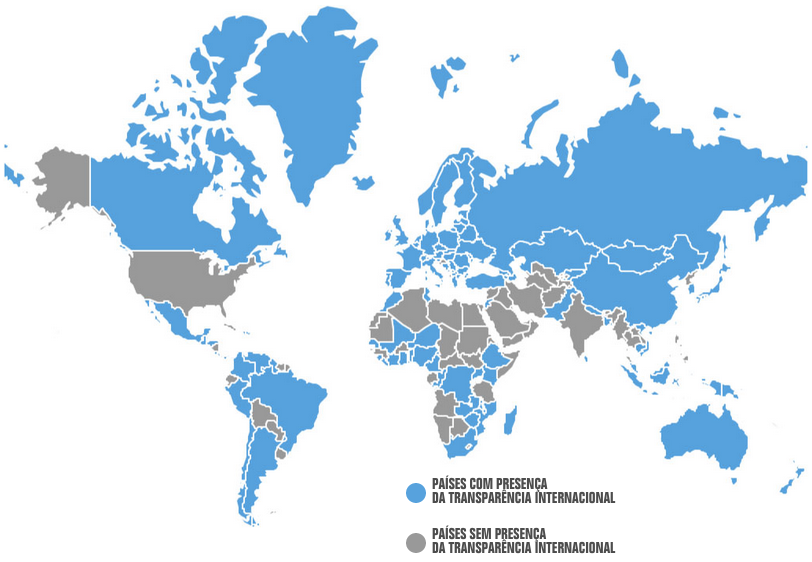 PAÍSES COM PRESENÇA
DA TRANSPARÊNCIA INTERNACIONAL
PAÍSES SEM PRESENÇA
DA TRANSPARÊNCIA INTERNACIONAL